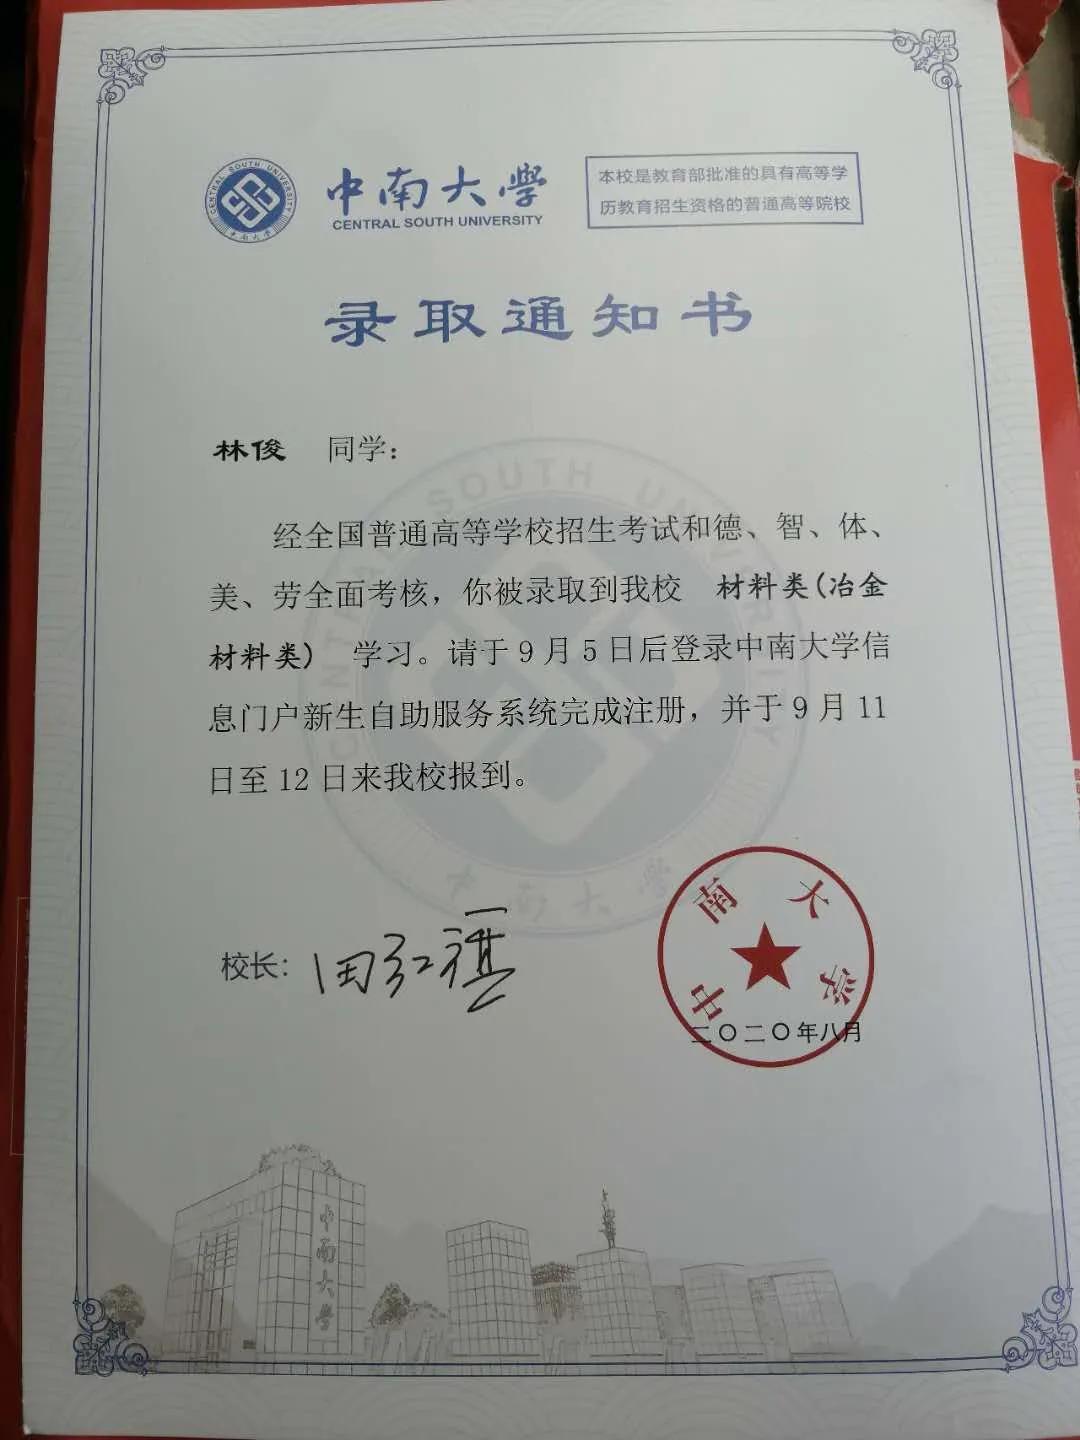 中南大学
CENTRAL SOUTH UNIVERSITY
本校是教育部批准的具有高等学
历教育招生资格的普通高等院校
录取通知书
林俊 同学：
经全国普通高等学校招生考试和德、智、体、
美、劳全面考核，你被录取到我校 材料类(冶金
材料类) 学习。请于9月5日后登录中南大学信
息门户新生自助服务系统完成注册，并于9月11
日至12日来我校报到。
校长：田红旗
中南大学
二〇二〇年八月
中南大学